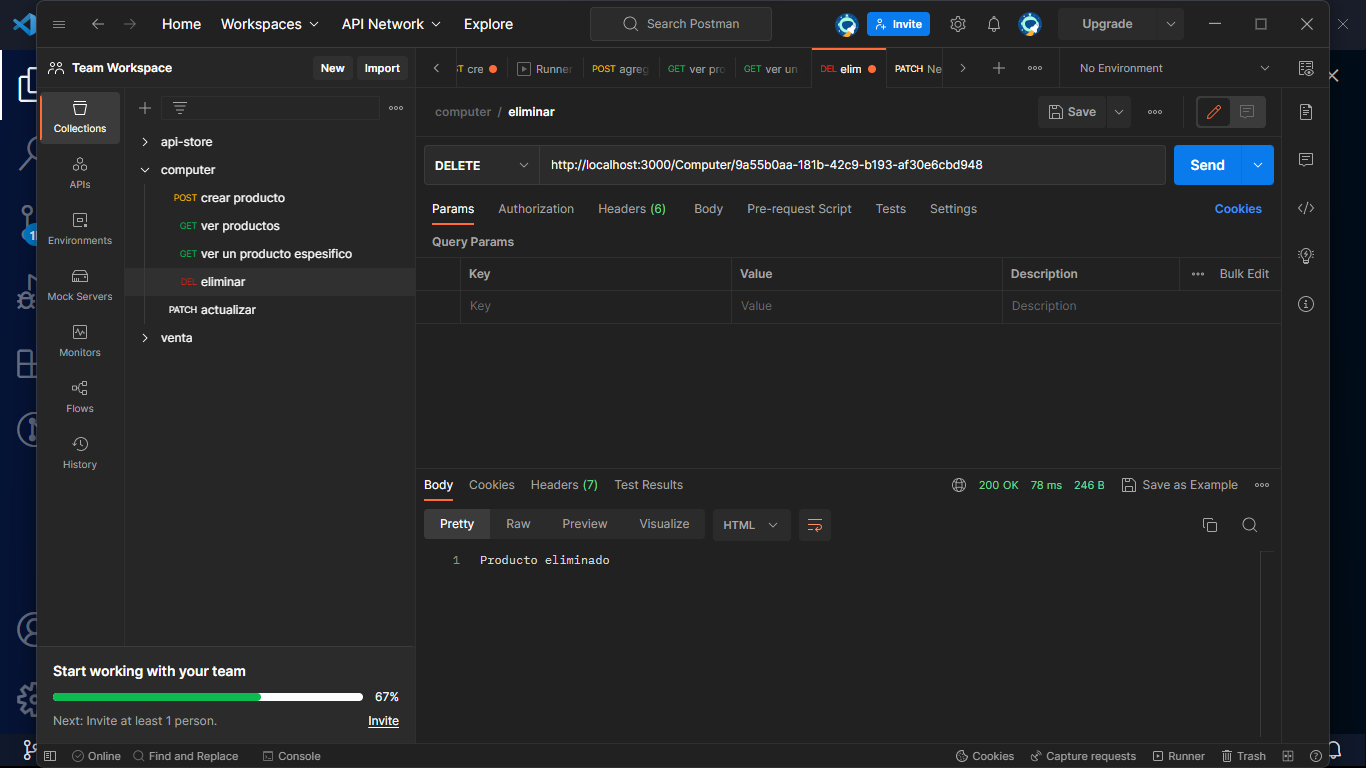 Home Workspaces API Network Explore Search Postman Invite Upgrade
Team Workspace New Import
cre Runner POST agreg GET ver pro GET ver un DEL elim PATCH Ne No Environment
Collections
APIs
Environments
Mock Servers
Monitors
Flows
History
api-store
computer
POST crear producto
GET ver productos
GET ver un producto espesifico
DEL eliminar
PATCH actualizar
venta
computer / eliminar Save
DELETE http://localhost:3000/Computer/9a55b0aa-181b-42c9-b193-af30e6cbd948 Send
Params Authorization Headers (6) Body Pre-request Script Tests Settings Cookies
Query Params
Key Value Description Bulk Edit
Key Value Description
Body Cookies Headers (7) Test Results 200 OK 78 ms 246 B Save as Example
Pretty Raw Preview Visualize HTML
1 Producto eliminado
Start working with your team
67%
Next: Invite at least 1 person. Invite
Online Find and Replace Console Cookies Capture requests Runner Trash